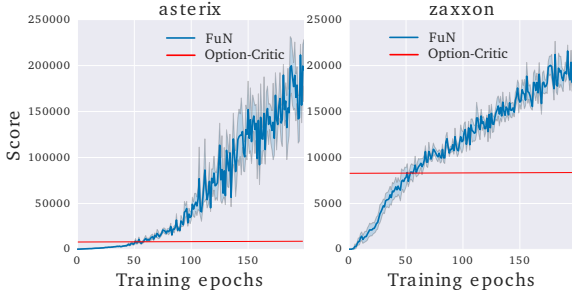 asterix
250000
200000
150000
100000
50000
0
0
50
100
150
Score
Training epochs
FuN
Option-Critic
zaxxon
25000
20000
15000
10000
5000
0
0
50
100
150
Training epochs
FuN
Option-Critic